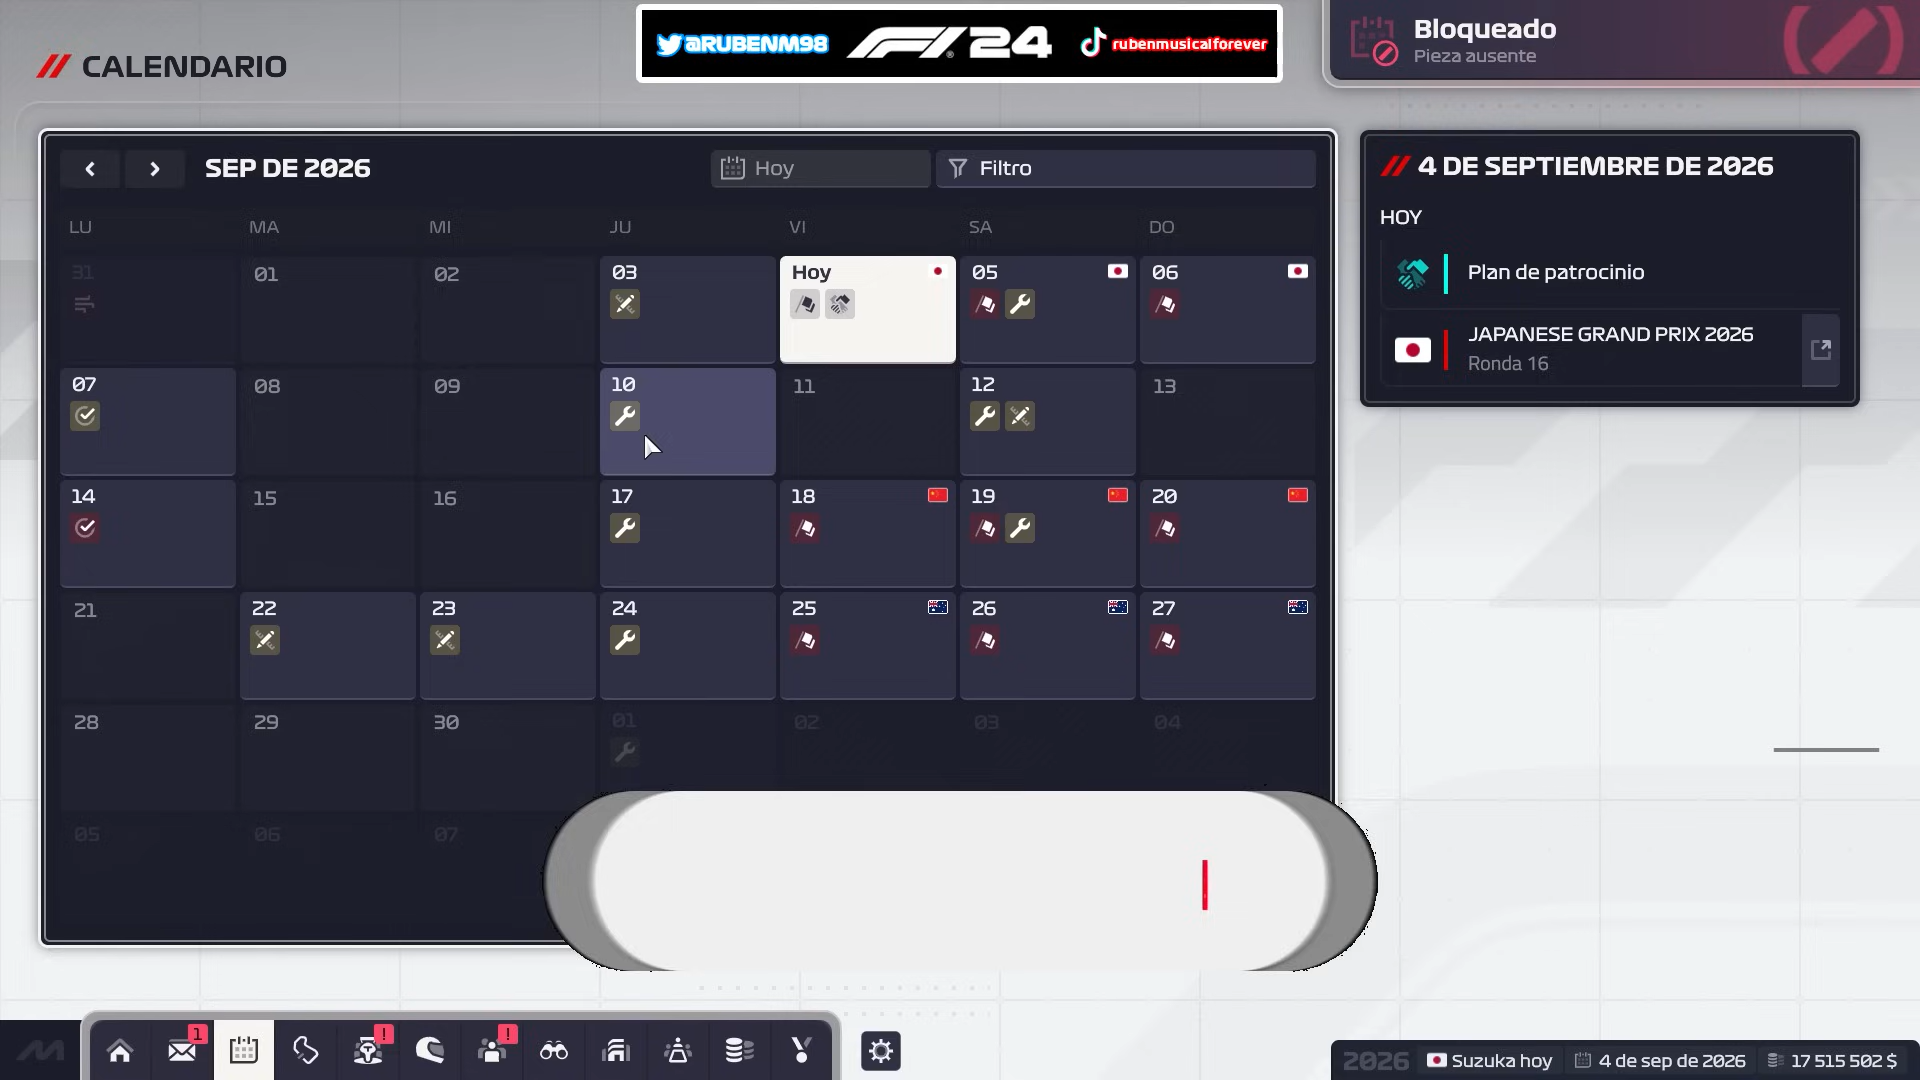 CALENDARIO
@RUBENM98 F1 24 rubenmusicalforever
Bloqueado
Pieza ausente
SEP DE 2026
Hoy
Filtro
LU MA MI JU VI SA DO
31 01 02 03 Hoy 05 06
07 08 09 10 11 12 13
14 15 16 17 18 19 20
21 22 23 24 25 26 27
28 29 30 01 02 03 04
05 06 07
4 DE SEPTIEMBRE DE 2026
HOY
Plan de patrocinio
JAPANESE GRAND PRIX 2026
Ronda 16
1 ! !
2026 Suzuka hoy 4 de sep de 2026 17 515 502 $